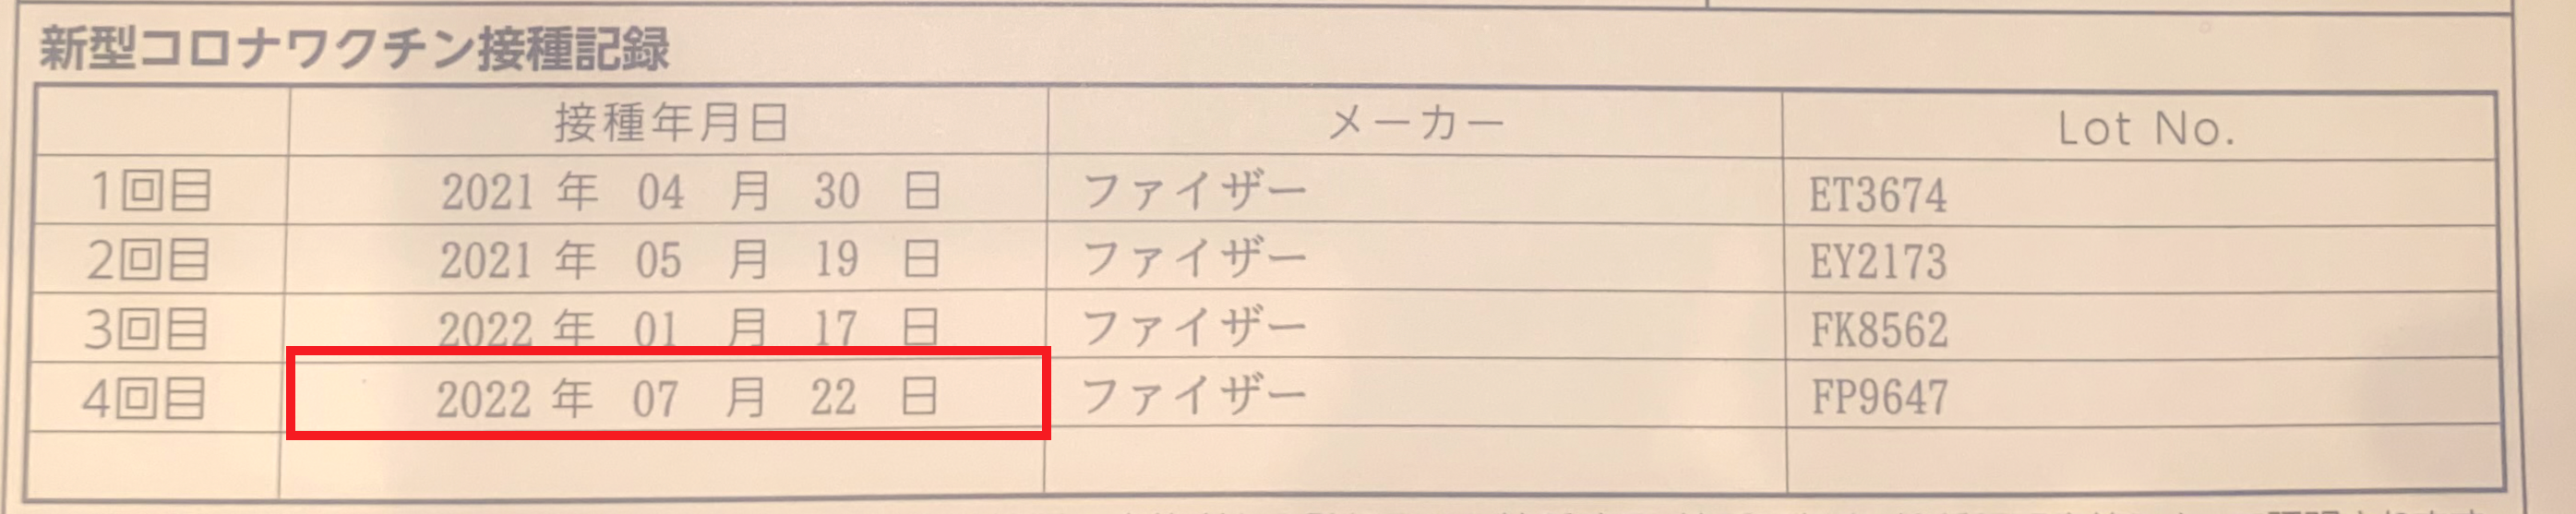 新型コロナワクチン接種記録
接種年月日 メーカー Lot No.
1回目 2021 年 04 月 30 日 ファイザー ET3674
2回目 2021 年 05 月 19 日 ファイザー EY2173
3回目 2022 年 01 月 17 日 ファイザー FK8562
4回目 2022 年 07 月 22 日 ファイザー FP9647